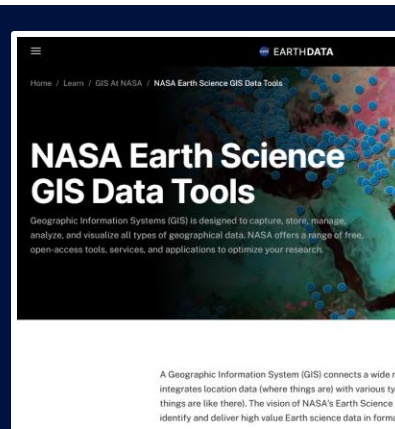 EARTHDATA
Home / Learn / GIS At NASA / NASA Earth Science GIS Data Tools
NASA Earth Science
GIS Data Tools
Geographic Information Systems (GIS) is designed to capture, store, manage,
analyze, and visualize all types of geographical data. NASA offers a range of free,
open-access tools, services, and applications to optimize your research.
A Geographic Information System (GIS) connects a wide
integrates location data (where things are) with various
things are like there). The vision of NASA's Earth Science
identify and deliver high value Earth science data in